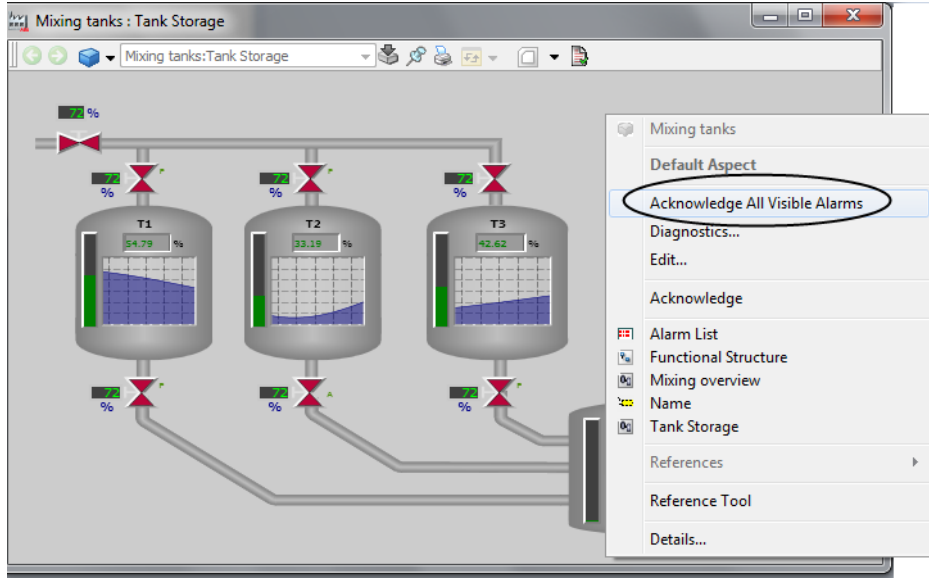 Mixing tanks : Tank Storage
Mixing tanks:Tank Storage
72 %
72
%
72
%
72
%
P
T1
54.79 %
T2
33.19 %
T3
42.62 %
72
%
P
72
%
A
72
%
P
Mixing tanks
Default Aspect
Acknowledge All Visible Alarms
Diagnostics...
Edit...
Acknowledge
Alarm List
Functional Structure
Mixing overview
Name
Tank Storage
References
Reference Tool
Details...